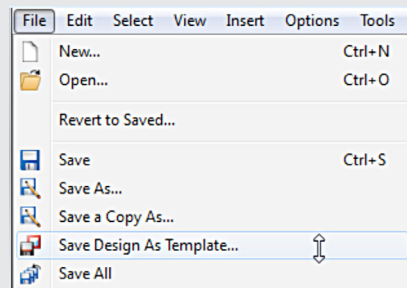 File Edit Select View Insert Options Tools
New... Ctrl+N
Open... Ctrl+O
Revert to Saved...
Save Ctrl+S
Save As...
Save a Copy As...
Save Design As Template...
Save All